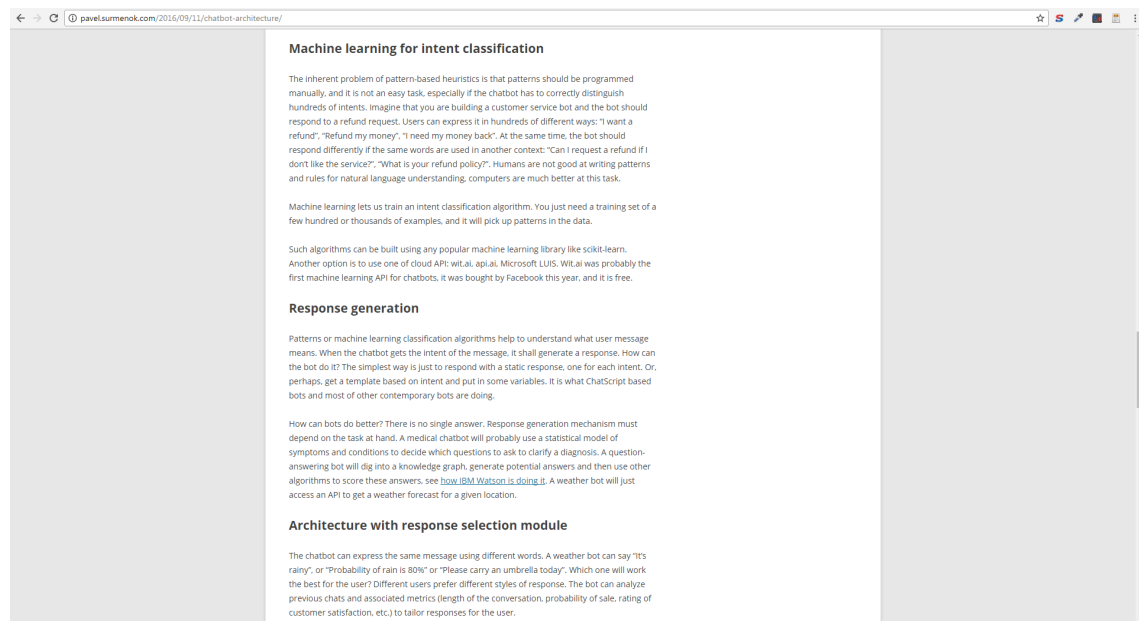 pavel.surmenok.com/2016/09/11/chatbot-architecture/
Machine learning for intent classification
The inherent problem of pattern-based heuristics is that patterns should be programmed
manually, and it is not an easy task, especially if the chatbot has to correctly distinguish
hundreds of intents. Imagine that you are building a customer service bot and the bot should
respond to a refund request. Users can express it in hundreds of different ways: “I want a
refund”, “Refund my money”, “I need my money back”. At the same time, the bot should
respond differently if the same words are used in another context: “Can I request a refund if I
don’t like the service?”, “What is your refund policy?”. Humans are not good at writing patterns
and rules for natural language understanding, computers are much better at this task.
Machine learning lets us train an intent classification algorithm. You just need a training set of a
few hundred or thousands of examples, and it will pick up patterns in the data.
Such algorithms can be built using any popular machine learning library like scikit-learn.
Another option is to use one of cloud API: wit.ai, api.ai, Microsoft LUIS. Wit.ai was probably the
first machine learning API for chatbots, it was bought by Facebook this year, and it is free.
Response generation
Patterns or machine learning classification algorithms help to understand what user message
means. When the chatbot gets the intent of the message, it shall generate a response. How can
the bot do it? The simplest way is just to respond with a static response, one for each intent. Or,
perhaps, get a template based on intent and put in some variables. It is what ChatScript based
bots and most of other contemporary bots are doing.
How can bots do better? There is no single answer. Response generation mechanism must
depend on the task at hand. A medical chatbot will probably use a statistical model of
symptoms and conditions to decide which questions to ask to clarify a diagnosis. A question-
answering bot will dig into a knowledge graph, generate potential answers and then use other
algorithms to score these answers, see how IBM Watson is doing it. A weather bot will just
access an API to get a weather forecast for a given location.
Architecture with response selection module
The chatbot can express the same message using different words. A weather bot can say “It’s
rainy”, or “Probability of rain is 80%” or “Please carry an umbrella today”. Which one will work
the best for the user? Different users prefer different styles of response. The bot can analyze
previous chats and associated metrics (length of the conversation, probability of sale, rating of
customer satisfaction, etc.) to tailor responses for the user.